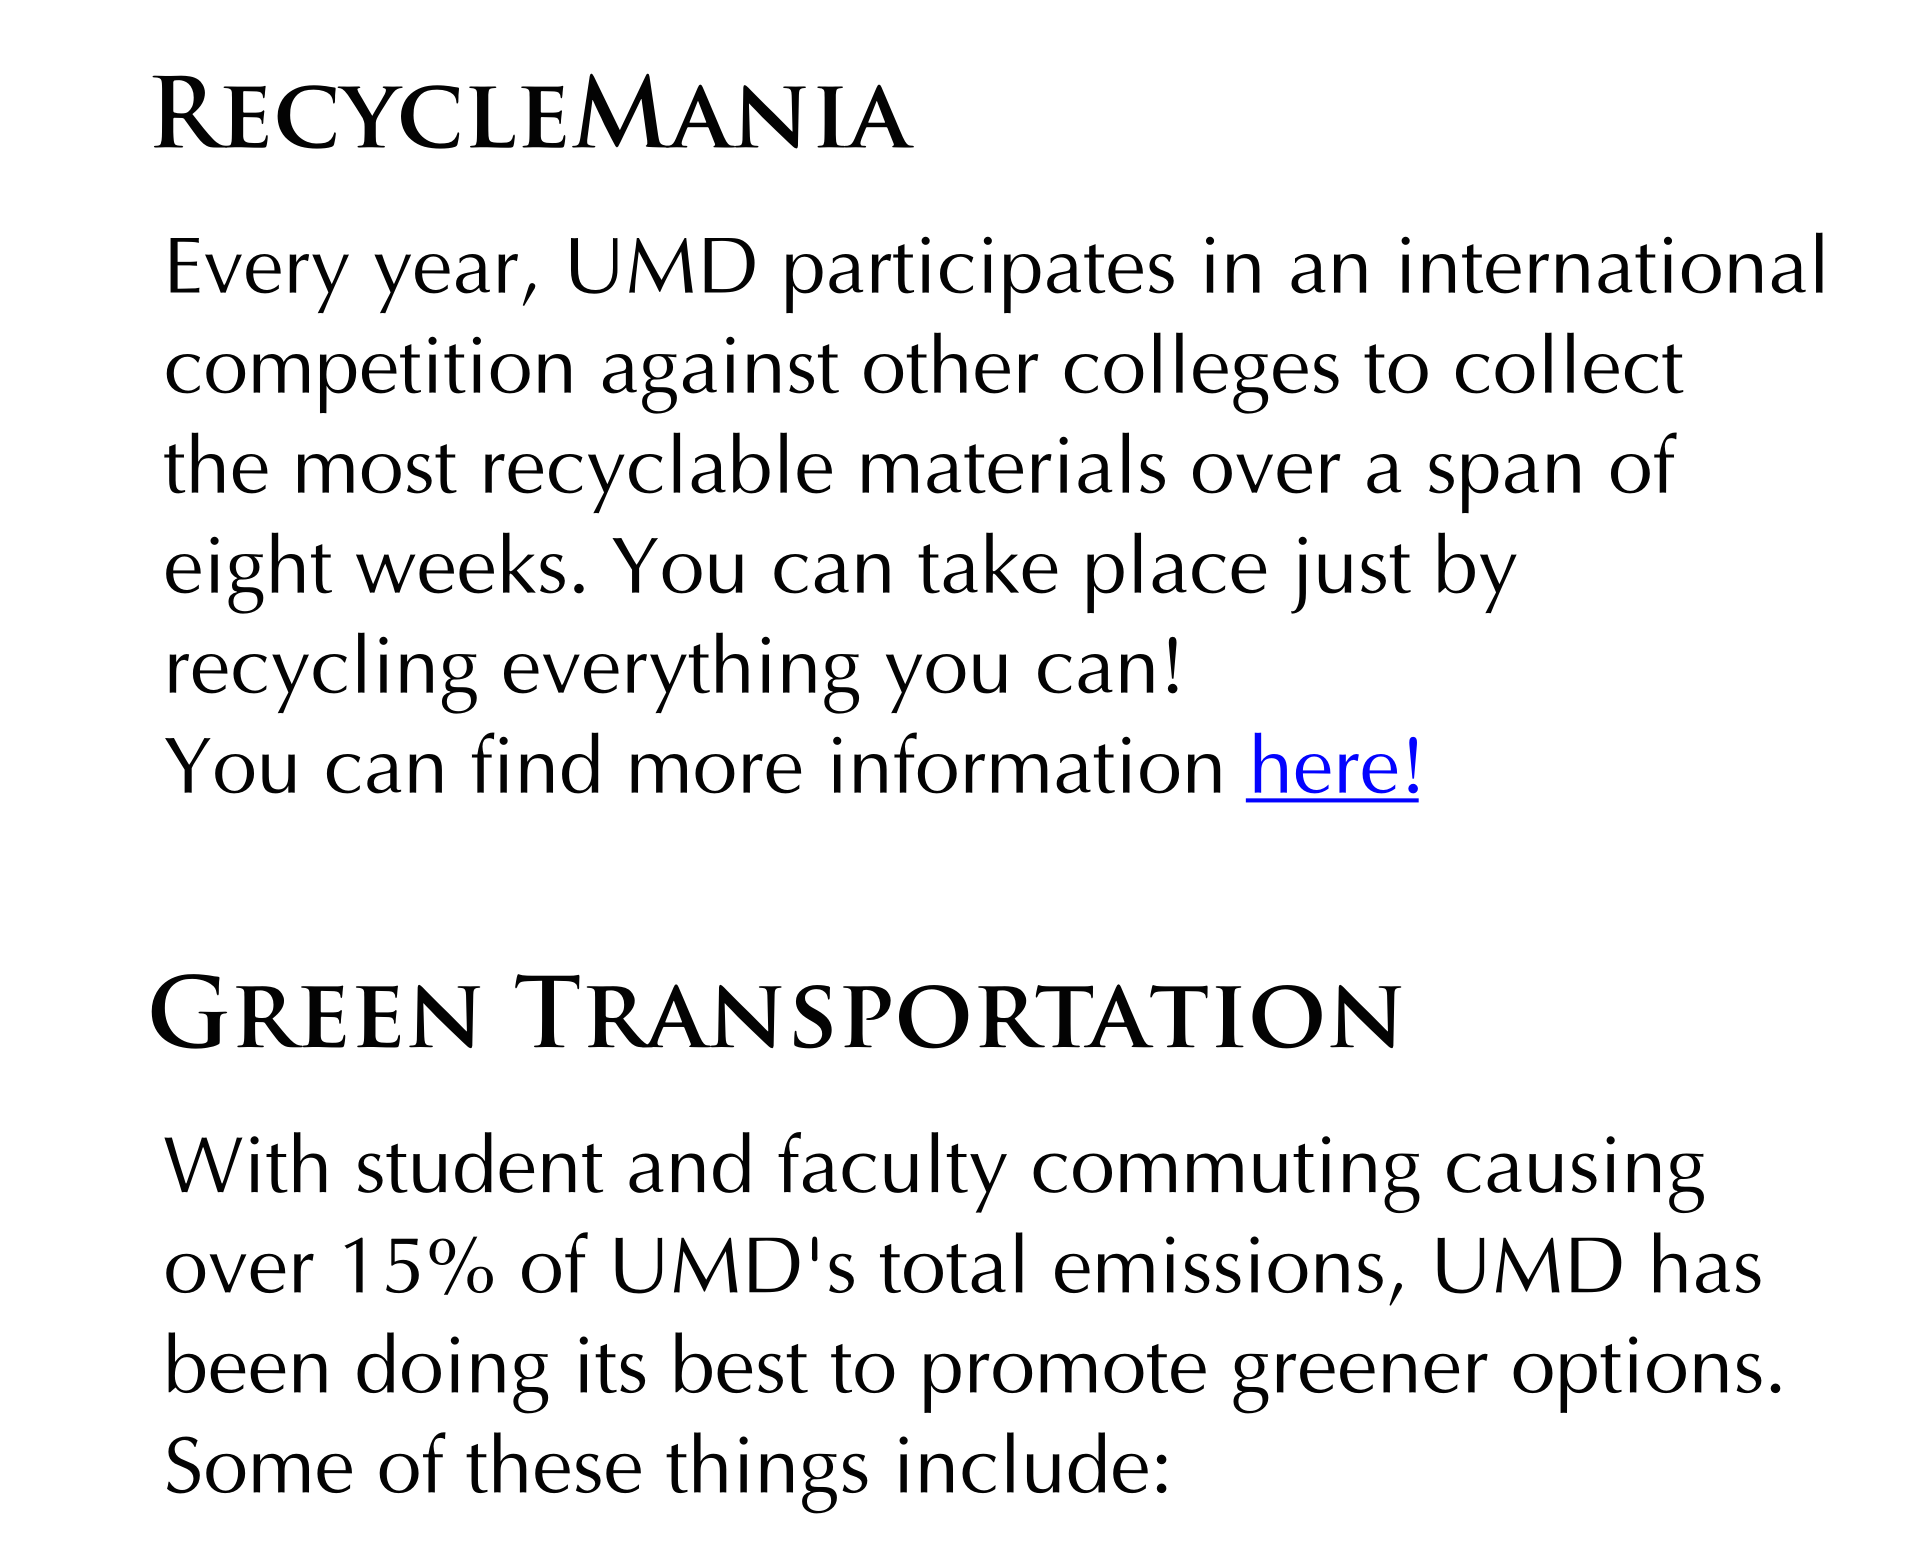 RecycleMania
Every year, UMD participates in an international
competition against other colleges to collect
the most recyclable materials over a span of
eight weeks. You can take place just by
recycling everything you can!
You can find more information here!
Green Transportation
With student and faculty commuting causing
over 15% of UMD's total emissions, UMD has
been doing its best to promote greener options.
Some of these things include: